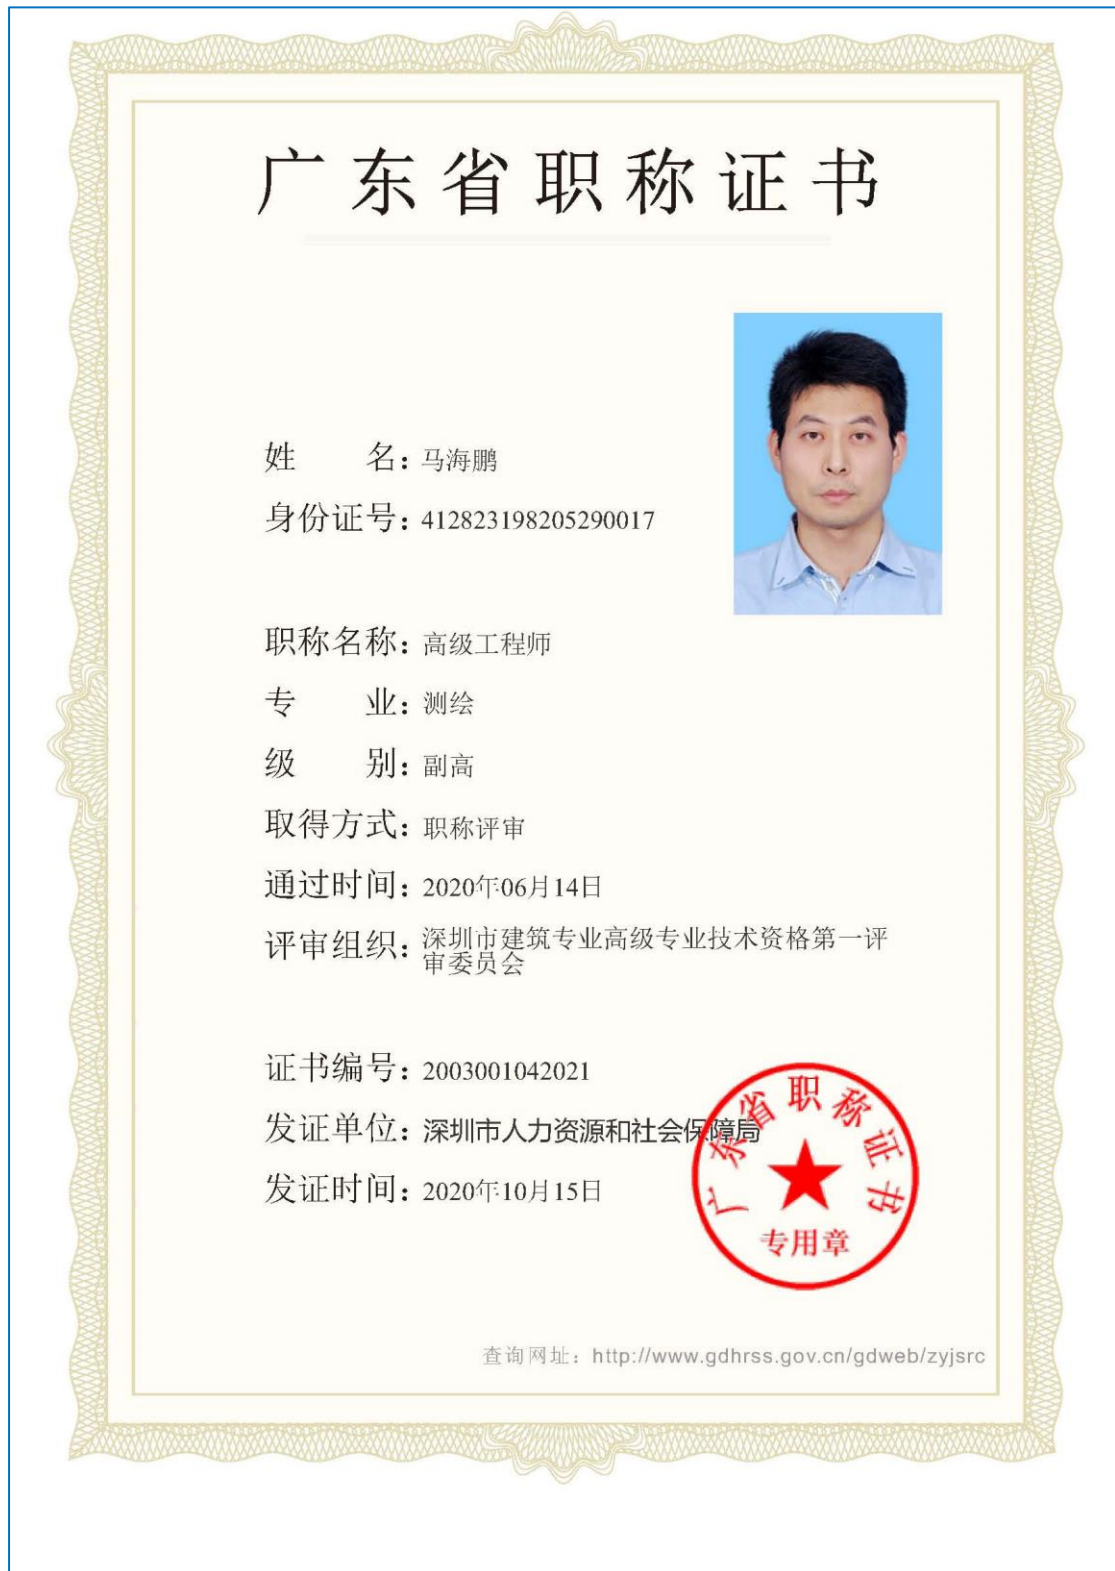 广东省职称证书
姓 名：马海鹏
身份证号：412823198205290017
职称名称：高级工程师
专 业：测绘
级 别：副高
取得方式：职称评审
通过时间：2020年06月14日
评审组织：深圳市建筑专业高级专业技术资格第一评
审委员会
证书编号：2003001042021
发证单位：深圳市人力资源和社会保障局
发证时间：2020年10月15日
广东省职称证书
专用章
查询网址：http://www.gdhrss.gov.cn/gdweb/zyjsrc